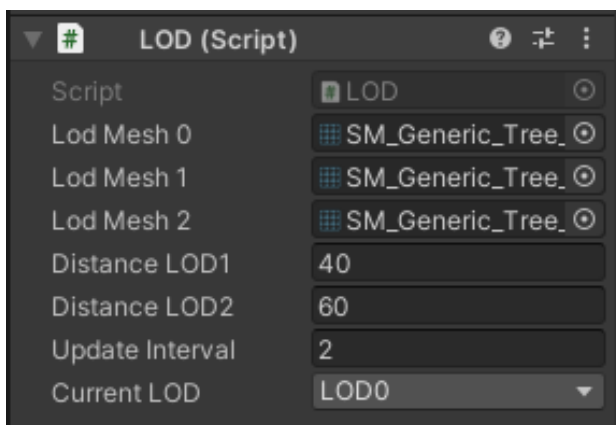 # LOD (Script)
Script # LOD
Lod Mesh 0 SM_Generic_Tree_
Lod Mesh 1 SM_Generic_Tree_
Lod Mesh 2 SM_Generic_Tree_
Distance LOD1 40
Distance LOD2 60
Update Interval 2
Current LOD LOD0